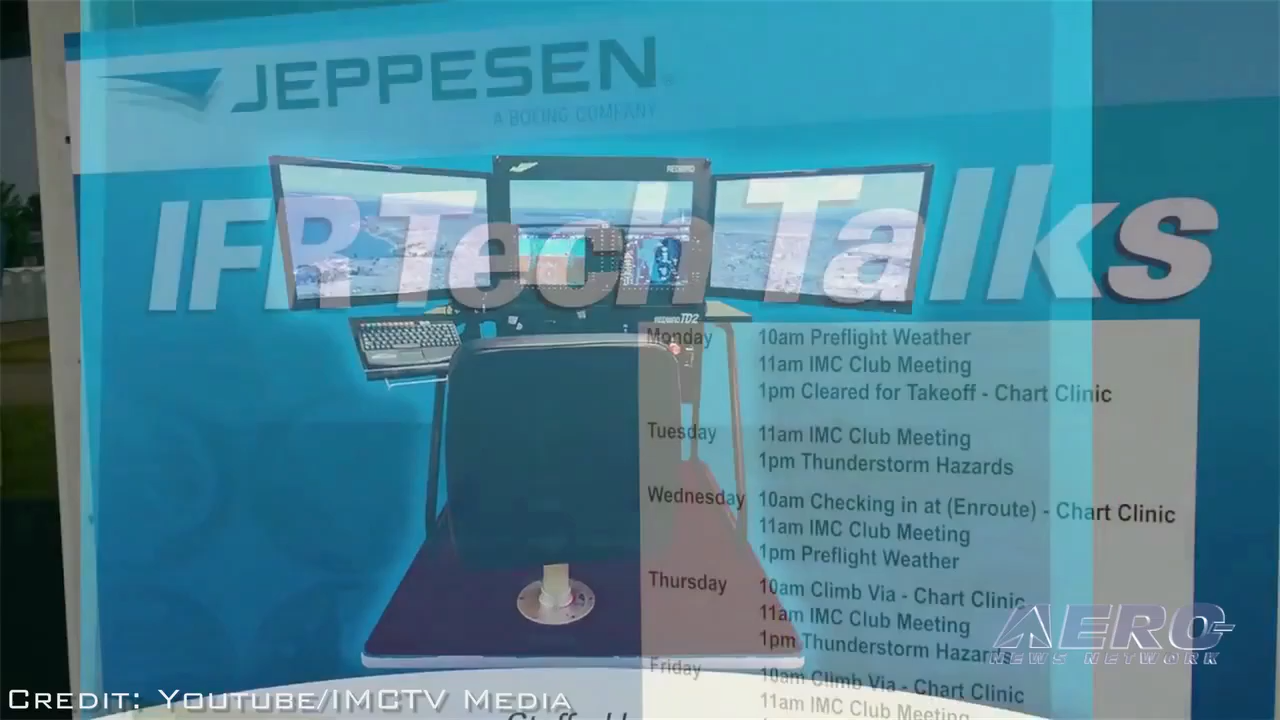 JEPPESEN
A BOEING COMPANY
REDBIRD
IFR Tech Talks
REDBIRD TD2
Monday 10am Preflight Weather
11am IMC Club Meeting
1pm Cleared for Takeoff - Chart Clinic
Tuesday 11am IMC Club Meeting
1pm Thunderstorm Hazards
Wednesday 10am Checking in at (Enroute) - Chart Clinic
11am IMC Club Meeting
1pm Preflight Weather
Thursday 10am Climb Via - Chart Clinic
11am IMC Club Meeting
1pm Thunderstorm Hazards
Friday 10am Climb Via - Chart Clinic
11am IMC Club Meeting
AERO
NEWS NETWORK
Credit: Youtube/IMCTV Media